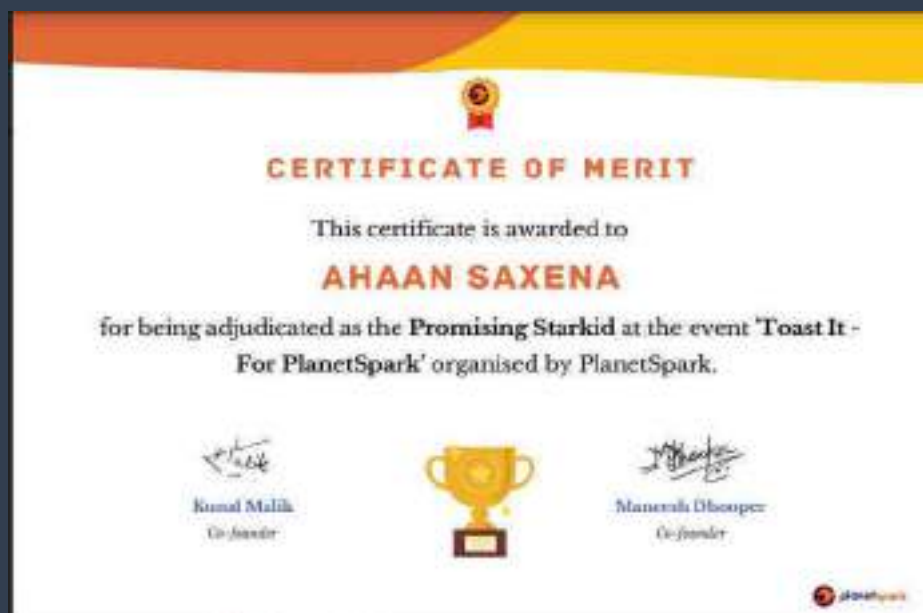 CERTIFICATE OF MERIT
This certificate is awarded to
AHAAN SAXENA
for being adjudicated as the Promising Starkid at the event 'Toast It -
For PlanetSpark' organised by PlanetSpark.
Kunal Malik
Maneesh Dhooper
Co-founder
Co-founder
planetspark